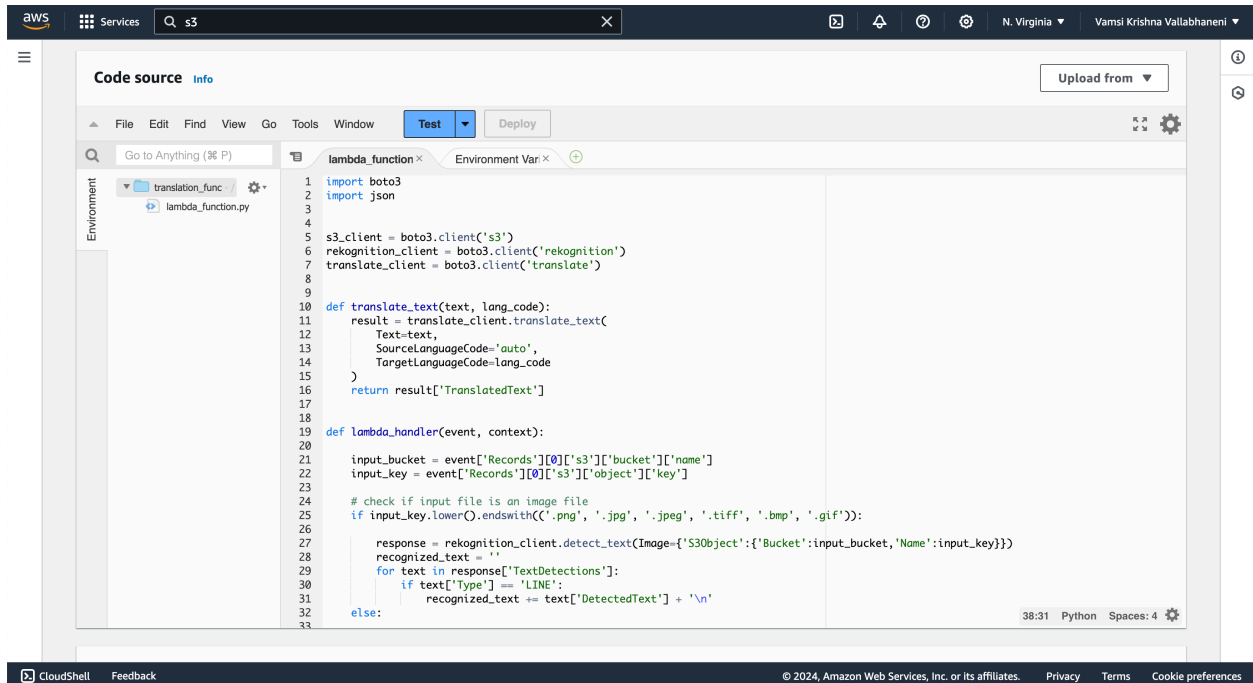 aws Services s3 N. Virginia Vamsi Krishna Vallabhaneni
Code source Info Upload from
File Edit Find View Go Tools Window Test Deploy
Go to Anything (⌘ P) lambda_function Environment Vari
Environment
translation_func - /
lambda_function.py
1 import boto3
2 import json
3
4
5 s3_client = boto3.client('s3')
6 rekognition_client = boto3.client('rekognition')
7 translate_client = boto3.client('translate')
8
9
10 def translate_text(text, lang_code):
11     result = translate_client.translate_text(
12         Text=text,
13         SourceLanguageCode='auto',
14         TargetLanguageCode=lang_code
15     )
16     return result['TranslatedText']
17
18
19 def lambda_handler(event, context):
20
21     input_bucket = event['Records'][0]['s3']['bucket']['name']
22     input_key = event['Records'][0]['s3']['object']['key']
23
24     # check if input file is an image file
25     if input_key.lower().endswith(('.png', '.jpg', '.jpeg', '.tiff', '.bmp', '.gif')):
26
27         response = rekognition_client.detect_text(Image={'S3Object':{'Bucket':input_bucket,'Name':input_key}})
28         recognized_text = ''
29         for text in response['TextDetections']:
30             if text['Type'] == 'LINE':
31                 recognized_text += text['DetectedText'] + '\n'
32     else:
33
38:31 Python Spaces: 4
CloudShell Feedback © 2024, Amazon Web Services, Inc. or its affiliates. Privacy Terms Cookie preferences